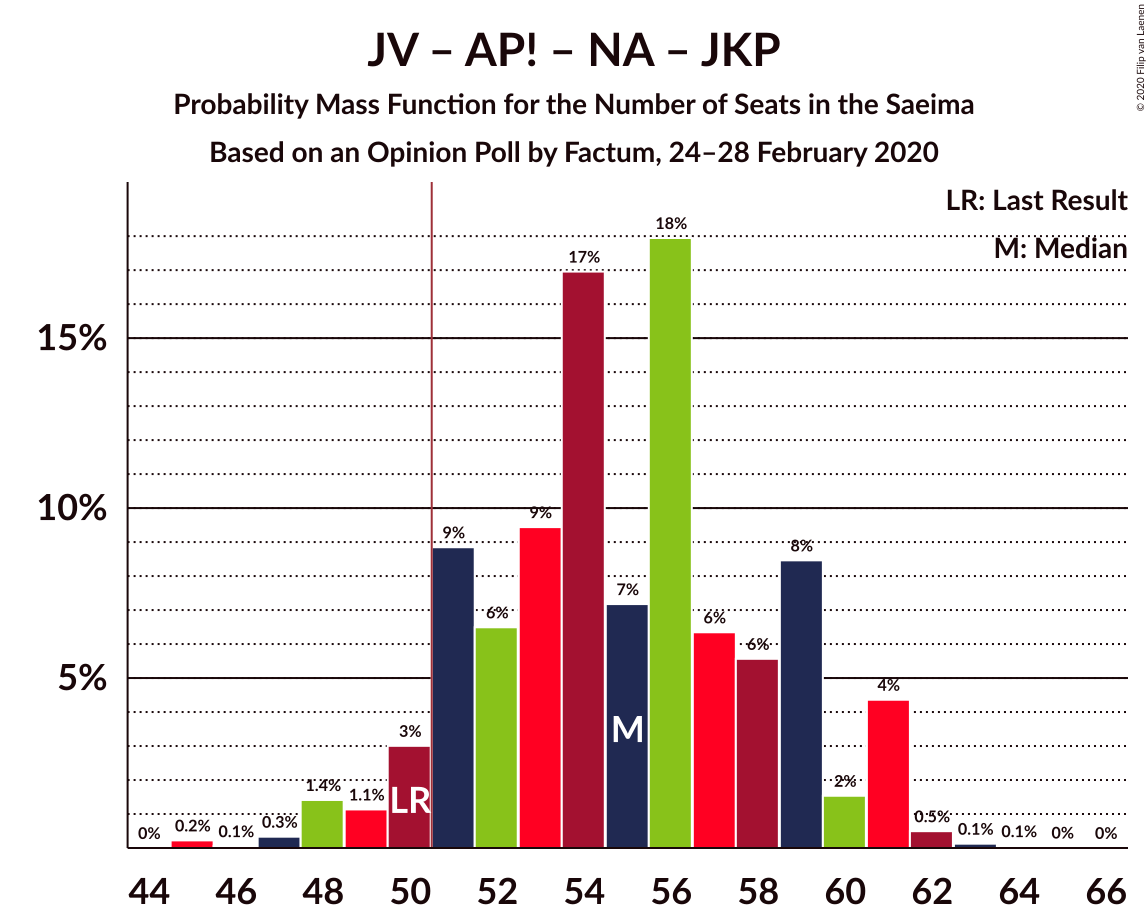 JV – AP! – NA – JKP
Probability Mass Function for the Number of Seats in the Saeima
Based on an Opinion Poll by Factum, 24–28 February 2020
© 2020 Filip van Laenen
LR: Last Result
M: Median
15%
10%
5%
0%
0.2%
0.1%
0.3%
1.4%
1.1%
3%
9%
6%
9%
17%
7%
18%
6%
6%
8%
2%
4%
0.5%
0.1%
0.1%
0%
0%
LR
M
44 46 48 50 52 54 56 58 60 62 64 66